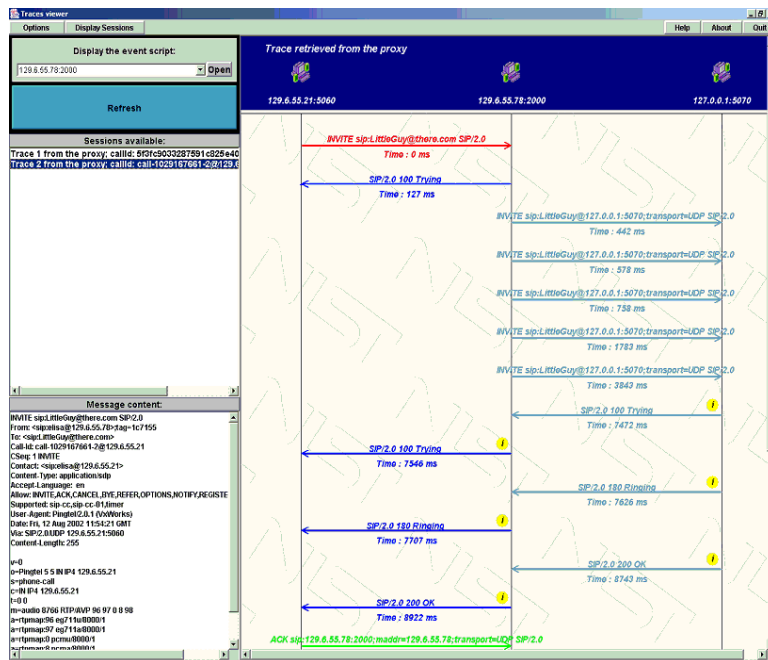 Traces viewer
Options Display Sessions Help About Quit
Display the event script:
129.6.55.78:2000 Open
Refresh
Sessions available:
Trace 1 from the proxy; callId: 5f3fc9033287591c825e40
Trace 2 from the proxy; callId: call-1029167661-2@129.6
Message content:
INVITE sip:LittleGuy@there.com SIP/2.0
From: <sip:elisa@129.6.55.78>;tag=1c7155
To: <sip:LittleGuy@there.com>
Call-Id: call-1029167661-2@129.6.55.21
CSeq: 1 INVITE
Contact: <sip:elisa@129.6.55.21>
Content-Type: application/sdp
Accept-Language: en
Allow: INVITE,ACK,CANCEL,BYE,REFER,OPTIONS,NOTIFY,REGISTE
Supported: sip-cc,sip-cc-01,timer
User-Agent: Pingtel/2.0.1 (VxWorks)
Date: Fri, 12 Aug 2002 11:54:21 GMT
Via: SIP/2.0/UDP 129.6.55.21:5060
Content-Length: 255
v=0
o=Pingtel 5 5 IN IP4 129.6.55.21
s=phone-call
c=IN IP4 129.6.55.21
t=0 0
m=audio 8766 RTP/AVP 96 97 0 8 98
a=rtpmap:96 eg711u/8000/1
a=rtpmap:97 eg711a/8000/1
a=rtpmap:0 pcmu/8000/1
a=rtpmap:8 pcma/8000/1
Trace retrieved from the proxy
129.6.55.21:5060 129.6.55.78:2000 127.0.0.1:5070
INVITE sip:LittleGuy@there.com SIP/2.0
Time : 0 ms
SIP/2.0 100 Trying
Time : 127 ms
INVITE sip:LittleGuy@127.0.0.1:5070;transport=UDP SIP/2.0
Time : 442 ms
INVITE sip:LittleGuy@127.0.0.1:5070;transport=UDP SIP/2.0
Time : 578 ms
INVITE sip:LittleGuy@127.0.0.1:5070;transport=UDP SIP/2.0
Time : 758 ms
INVITE sip:LittleGuy@127.0.0.1:5070;transport=UDP SIP/2.0
Time : 1783 ms
INVITE sip:LittleGuy@127.0.0.1:5070;transport=UDP SIP/2.0
Time : 3843 ms
SIP/2.0 100 Trying
Time : 7472 ms
SIP/2.0 100 Trying
Time : 7546 ms
SIP/2.0 180 Ringing
Time : 7626 ms
SIP/2.0 180 Ringing
Time : 7707 ms
SIP/2.0 200 OK
Time : 8743 ms
SIP/2.0 200 OK
Time : 8922 ms
ACK sip:129.6.55.78:2000;maddr=129.6.55.78;transport=UDP SIP/2.0